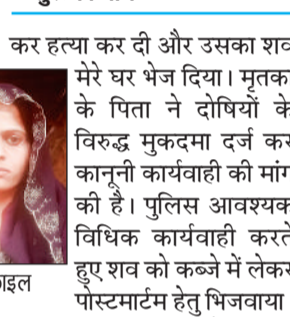 कर हत्या कर दी और उसका शव
मेरे घर भेज दिया। मृतक
के पिता ने दोषियों के
विरुद्ध मुकदमा दर्ज कर
कानूनी कार्यवाही की मांग
की है। पुलिस आवश्यक
विधिक कार्यवाही करते
हुए शव को कब्जे में लेकर
पोस्टमार्टम हेतु भिजवाया